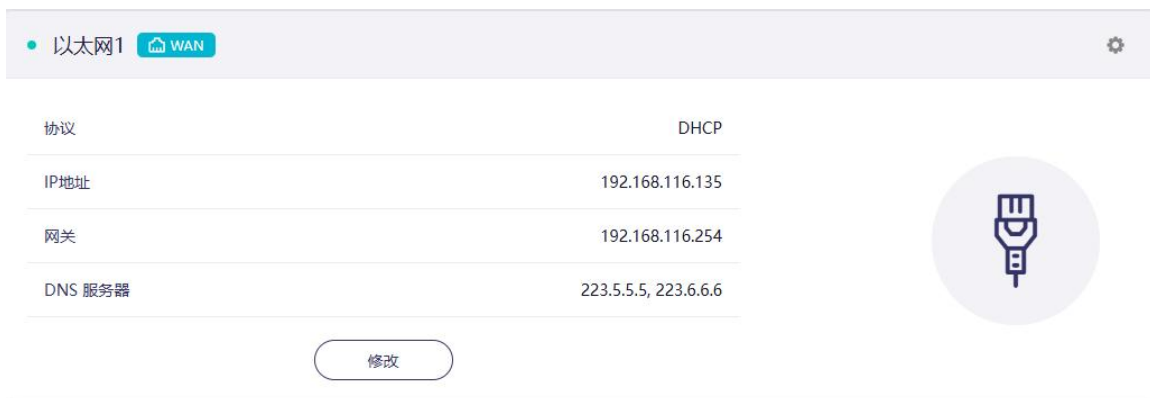 以太网1 WAN
协议 DHCP
IP地址 192.168.116.135
网关 192.168.116.254
DNS 服务器 223.5.5.5, 223.6.6.6
修改